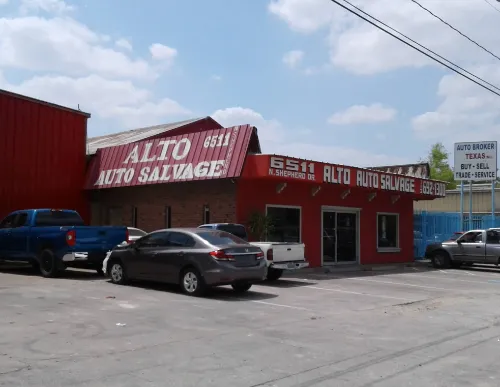 ALTO 6511
AUTO SALVAGE
6511
N.SHEPHERD DR
ALTO AUTO SALVAGE
AUTO BROKER
TEXAS
BUY - SELL
TRADE - SERVICE